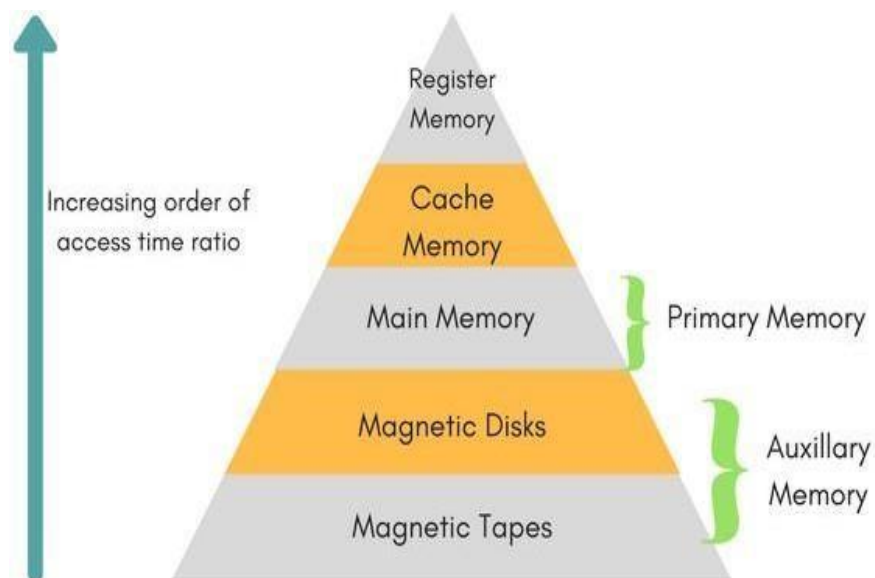 Register
Memory
Increasing order of
access time ratio
Cache
Memory
Main Memory
Primary Memory
Magnetic Disks
Auxillary
Memory
Magnetic Tapes